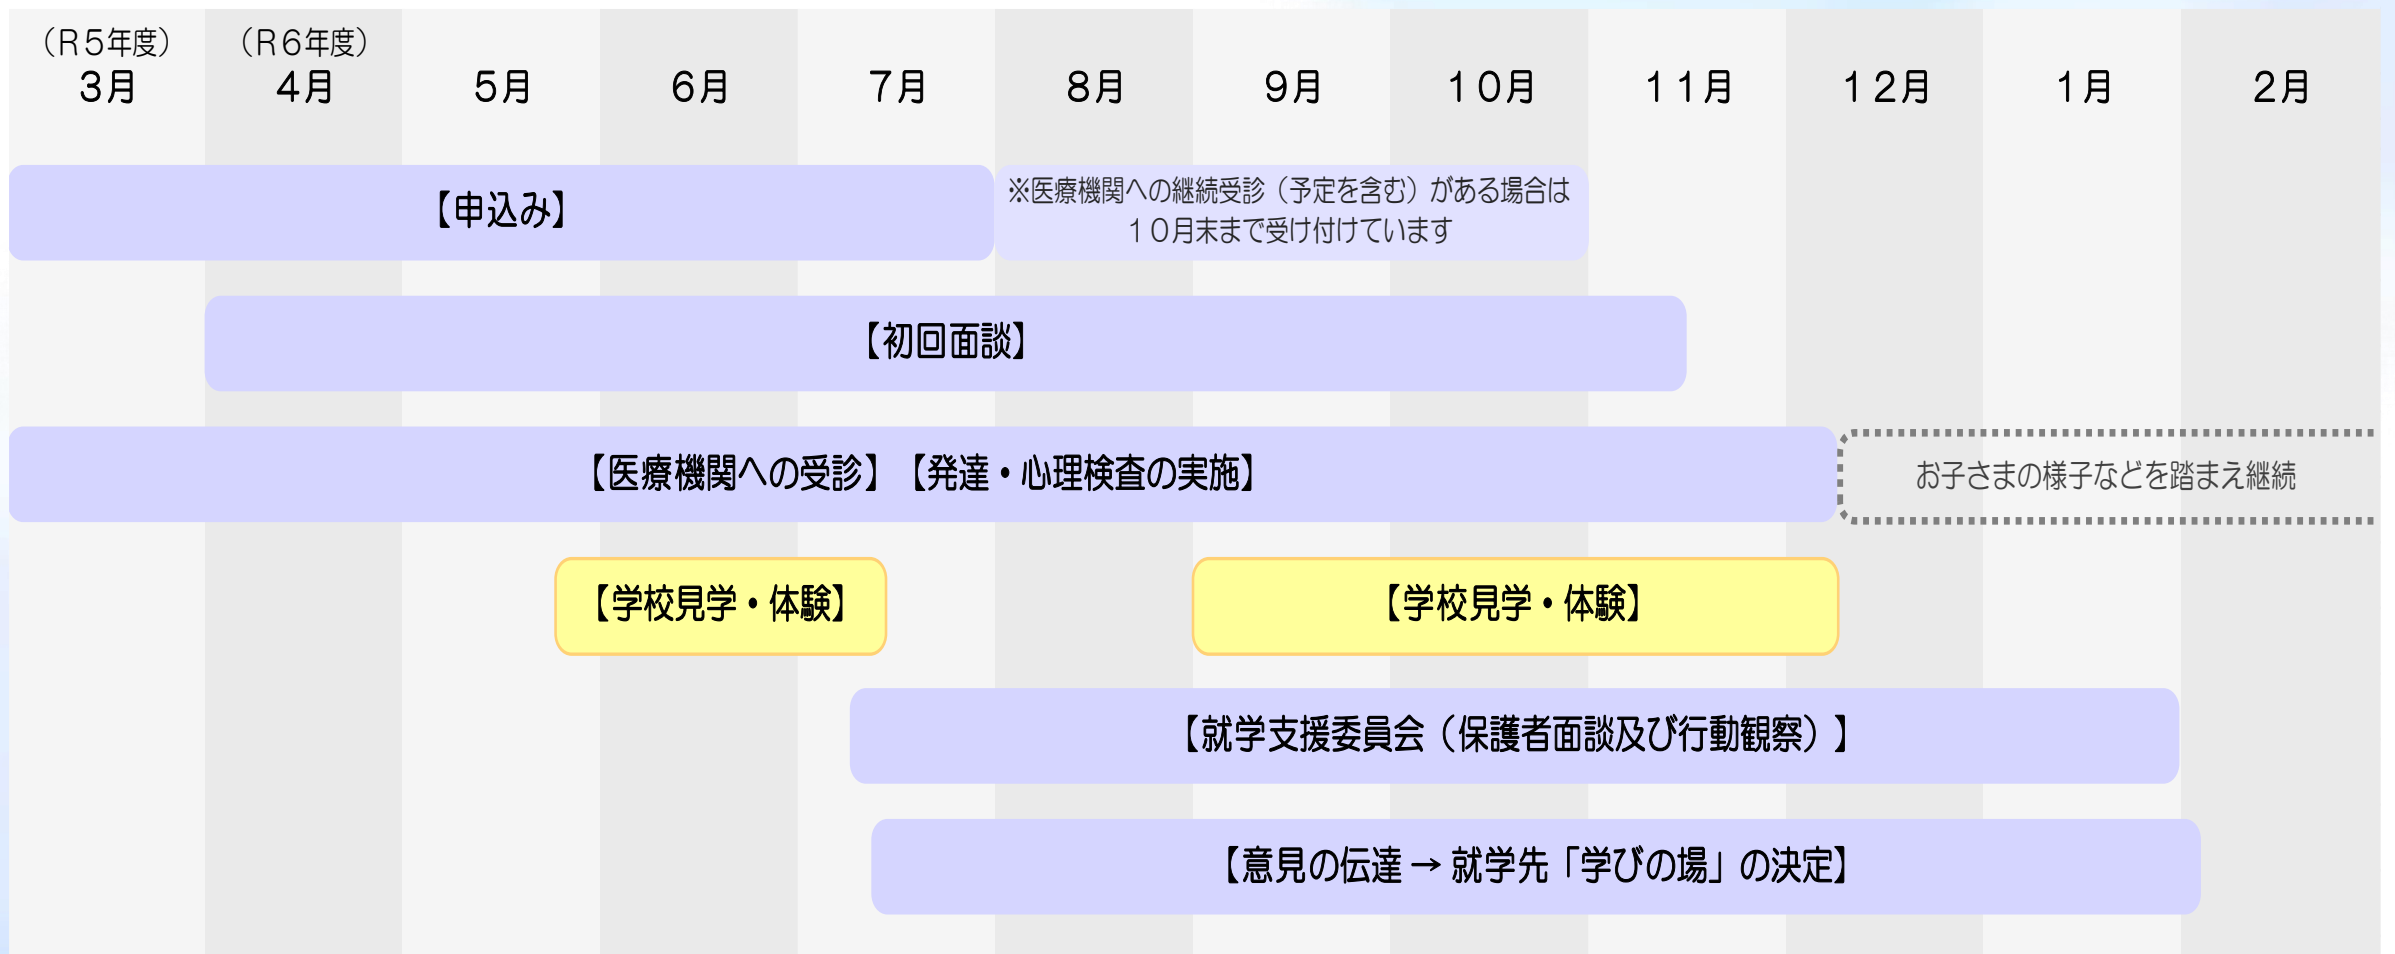 （Ｒ５年度）
３月
（Ｒ６年度）
４月
５月
６月
７月
８月
９月
１０月
１１月
１２月
１月
２月
【申込み】
※医療機関への継続受診（予定を含む）がある場合は
１０月末まで受け付けています
【初回面談】
【医療機関への受診】【発達・心理検査の実施】
お子さまの様子などを踏まえ継続
【学校見学・体験】
【学校見学・体験】
【就学支援委員会（保護者面談及び行動観察）】
【意見の伝達 → 就学先「学びの場」の決定】